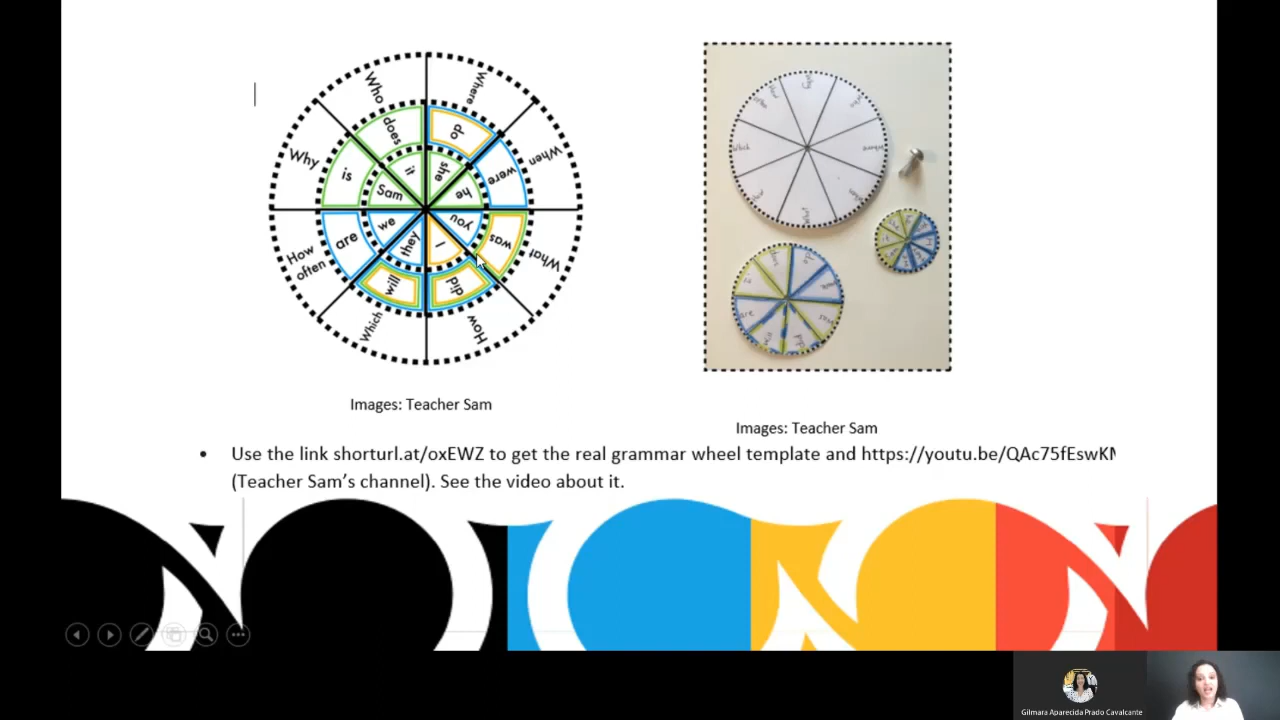 Who
Where
When
What
How
Which
How
often
Why
does
do
were
was
did
will
are
is
it
she
he
you
I
they
we
Sam
Which
Images: Teacher Sam
Images: Teacher Sam
• Use the link shorturl.at/oxEWZ to get the real grammar wheel template and https://youtu.be/QAc75fEswKM
(Teacher Sam’s channel). See the video about it.
Gilmara Aparecida Prado Cavalcante